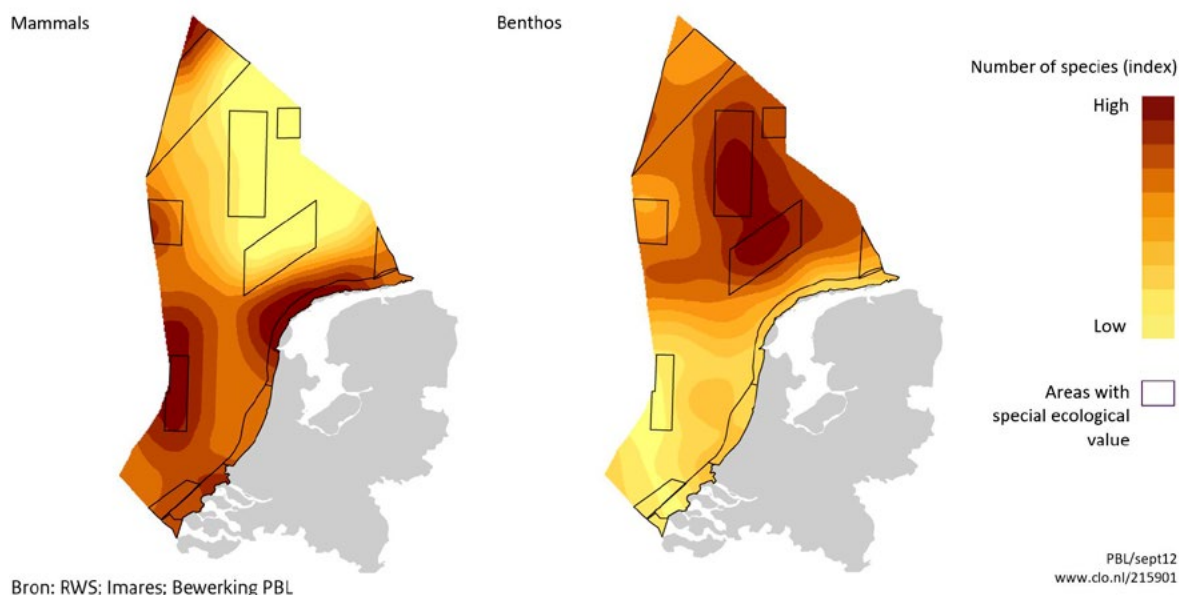 Mammals
Benthos
Number of species (index)
High
Low
Areas with
special ecological
value
PBL/sept12
www.clo.nl/215901
Bron: RWS; Imares; Bewerking PBL